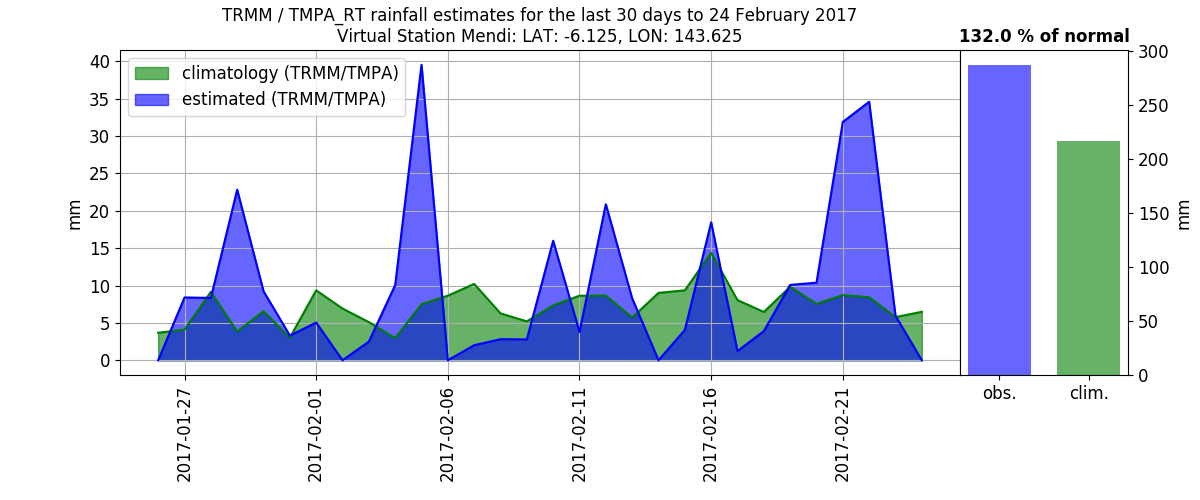 TRMM / TMPA_RT rainfall estimates for the last 30 days to 24 February 2017
Virtual Station Mendi: LAT: -6.125, LON: 143.625
132.0 % of normal
climatology (TRMM/TMPA)
estimated (TRMM/TMPA)
mm
40
35
30
25
20
15
10
5
0
2017-01-27
2017-02-01
2017-02-06
2017-02-11
2017-02-16
2017-02-21
300
250
200
150
100
50
0
mm
obs.
clim.